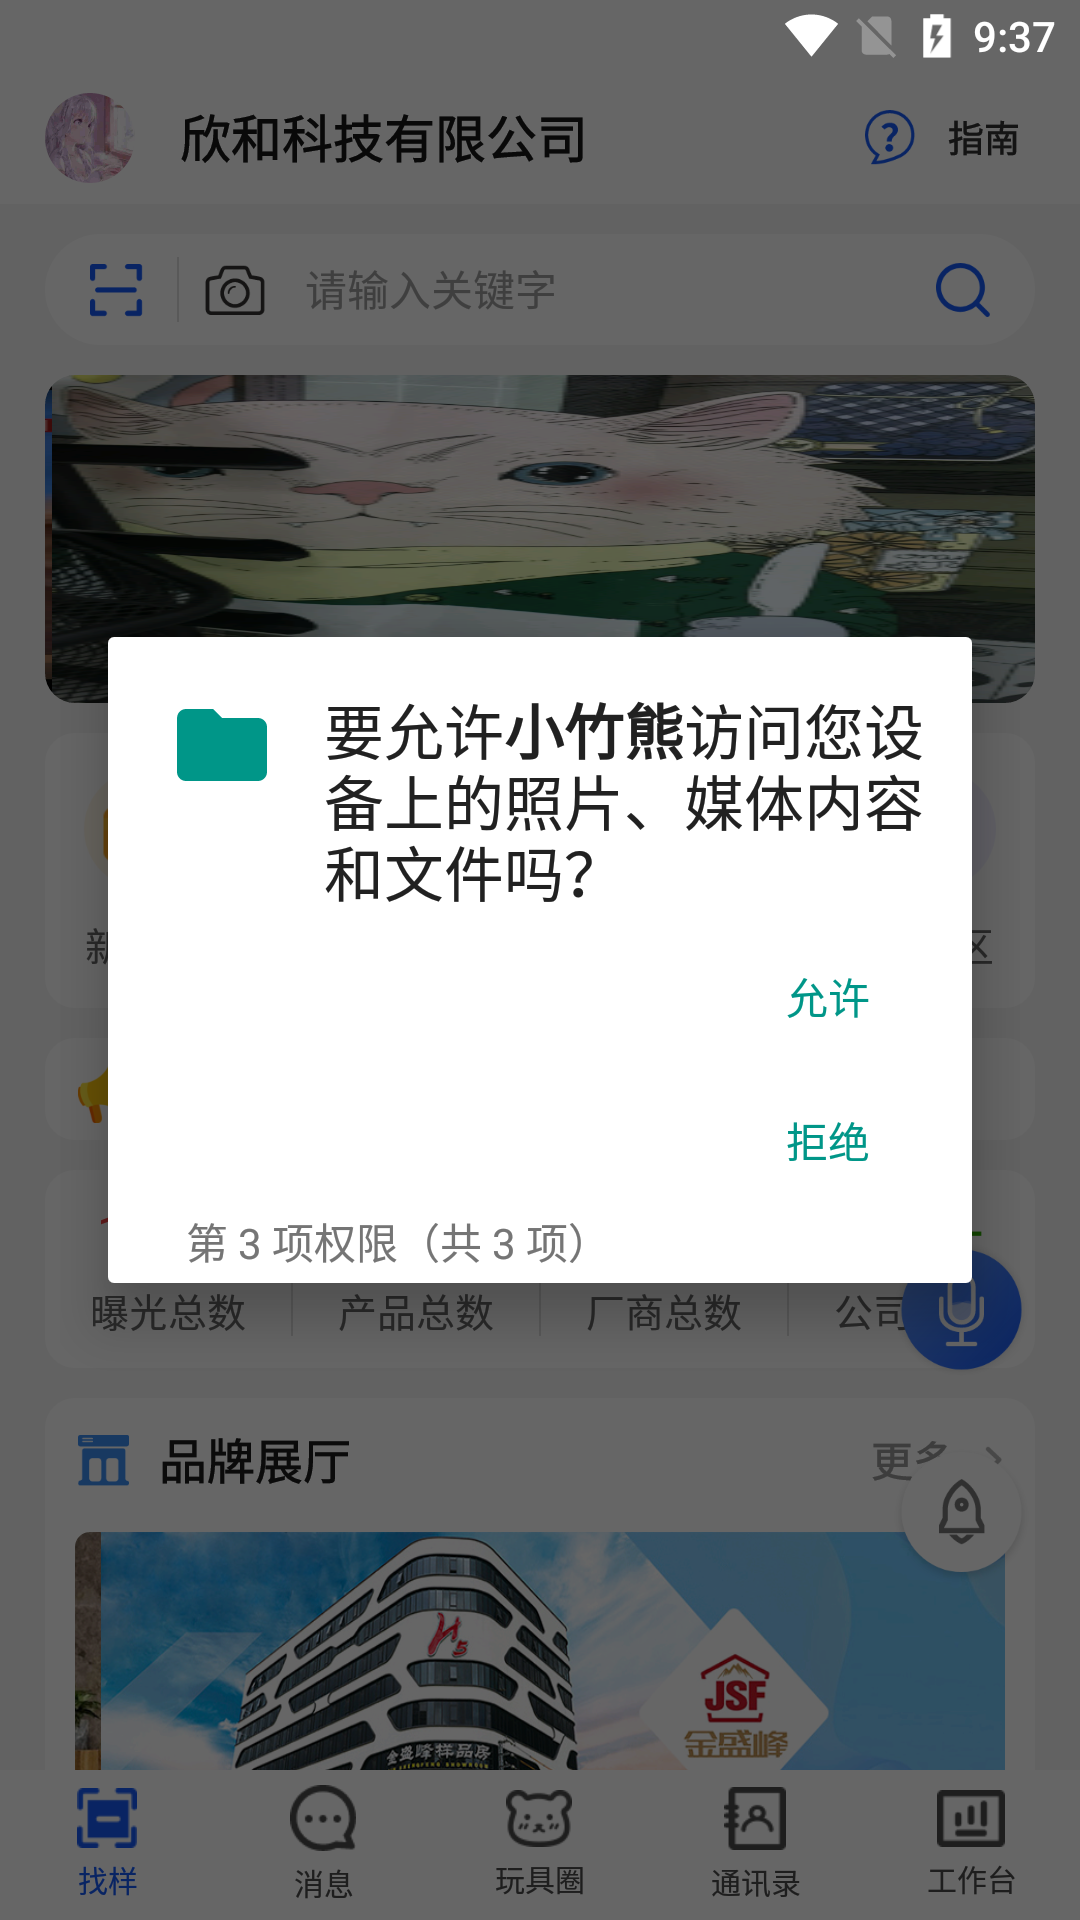 9:37
欣和科技有限公司
指南
请输入关键字
要允许小竹熊访问您设
备上的照片、媒体内容
和文件吗？
新
区
允许
拒绝
第 3 项权限（共 3 项）
曝光总数
产品总数
厂商总数
公司
品牌展厅
更多
H5
金盛峰样品房
JSF
金盛峰
找样
消息
玩具圈
通讯录
工作台